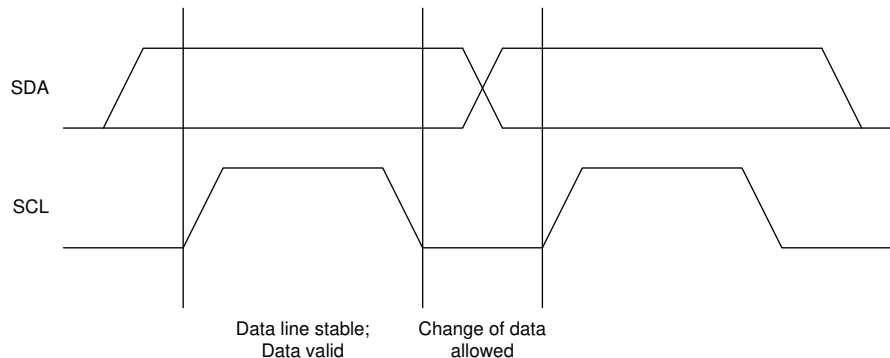 SDA
SCL
Data line stable;
Data valid
Change of data
allowed